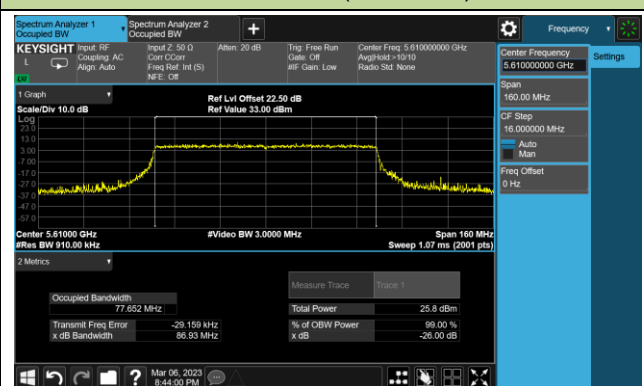 Spectrum Analyzer 1
Occupied BW
Spectrum Analyzer 2
Occupied BW
Frequency
KEYSIGHT
L
LU
Input: RF
Coupling: AC
Align: Auto
Input Z: 50 Ω
Corr CCorr
Freq Ref: Int (S)
NFE: Off
Atten: 20 dB
Trig: Free Run
Gate: Off
#IF Gain: Low
Center Freq: 5.610000000 GHz
Avg|Hold:>10/10
Radio Std: None
Center Frequency
5.610000000 GHz
Settings
Span
160.00 MHz
CF Step
16.000000 MHz
Auto
Man
Freq Offset
0 Hz
1 Graph
Scale/Div 10.0 dB
Ref Lvl Offset 22.50 dB
Ref Value 33.00 dBm
Log
23.0
13.0
3.00
-7.00
-17.0
-27.0
-37.0
-47.0
-57.0
Center 5.61000 GHz
#Res BW 910.00 kHz
#Video BW 3.0000 MHz
Span 160 MHz
Sweep 1.07 ms (2001 pts)
2 Metrics
Measure Trace
Trace 1
Occupied Bandwidth
77.652 MHz
Total Power
25.8 dBm
Transmit Freq Error
-29.159 kHz
% of OBW Power
99.00 %
x dB Bandwidth
86.93 MHz
x dB
-26.00 dB
Mar 06, 2023
8:44:00 PM